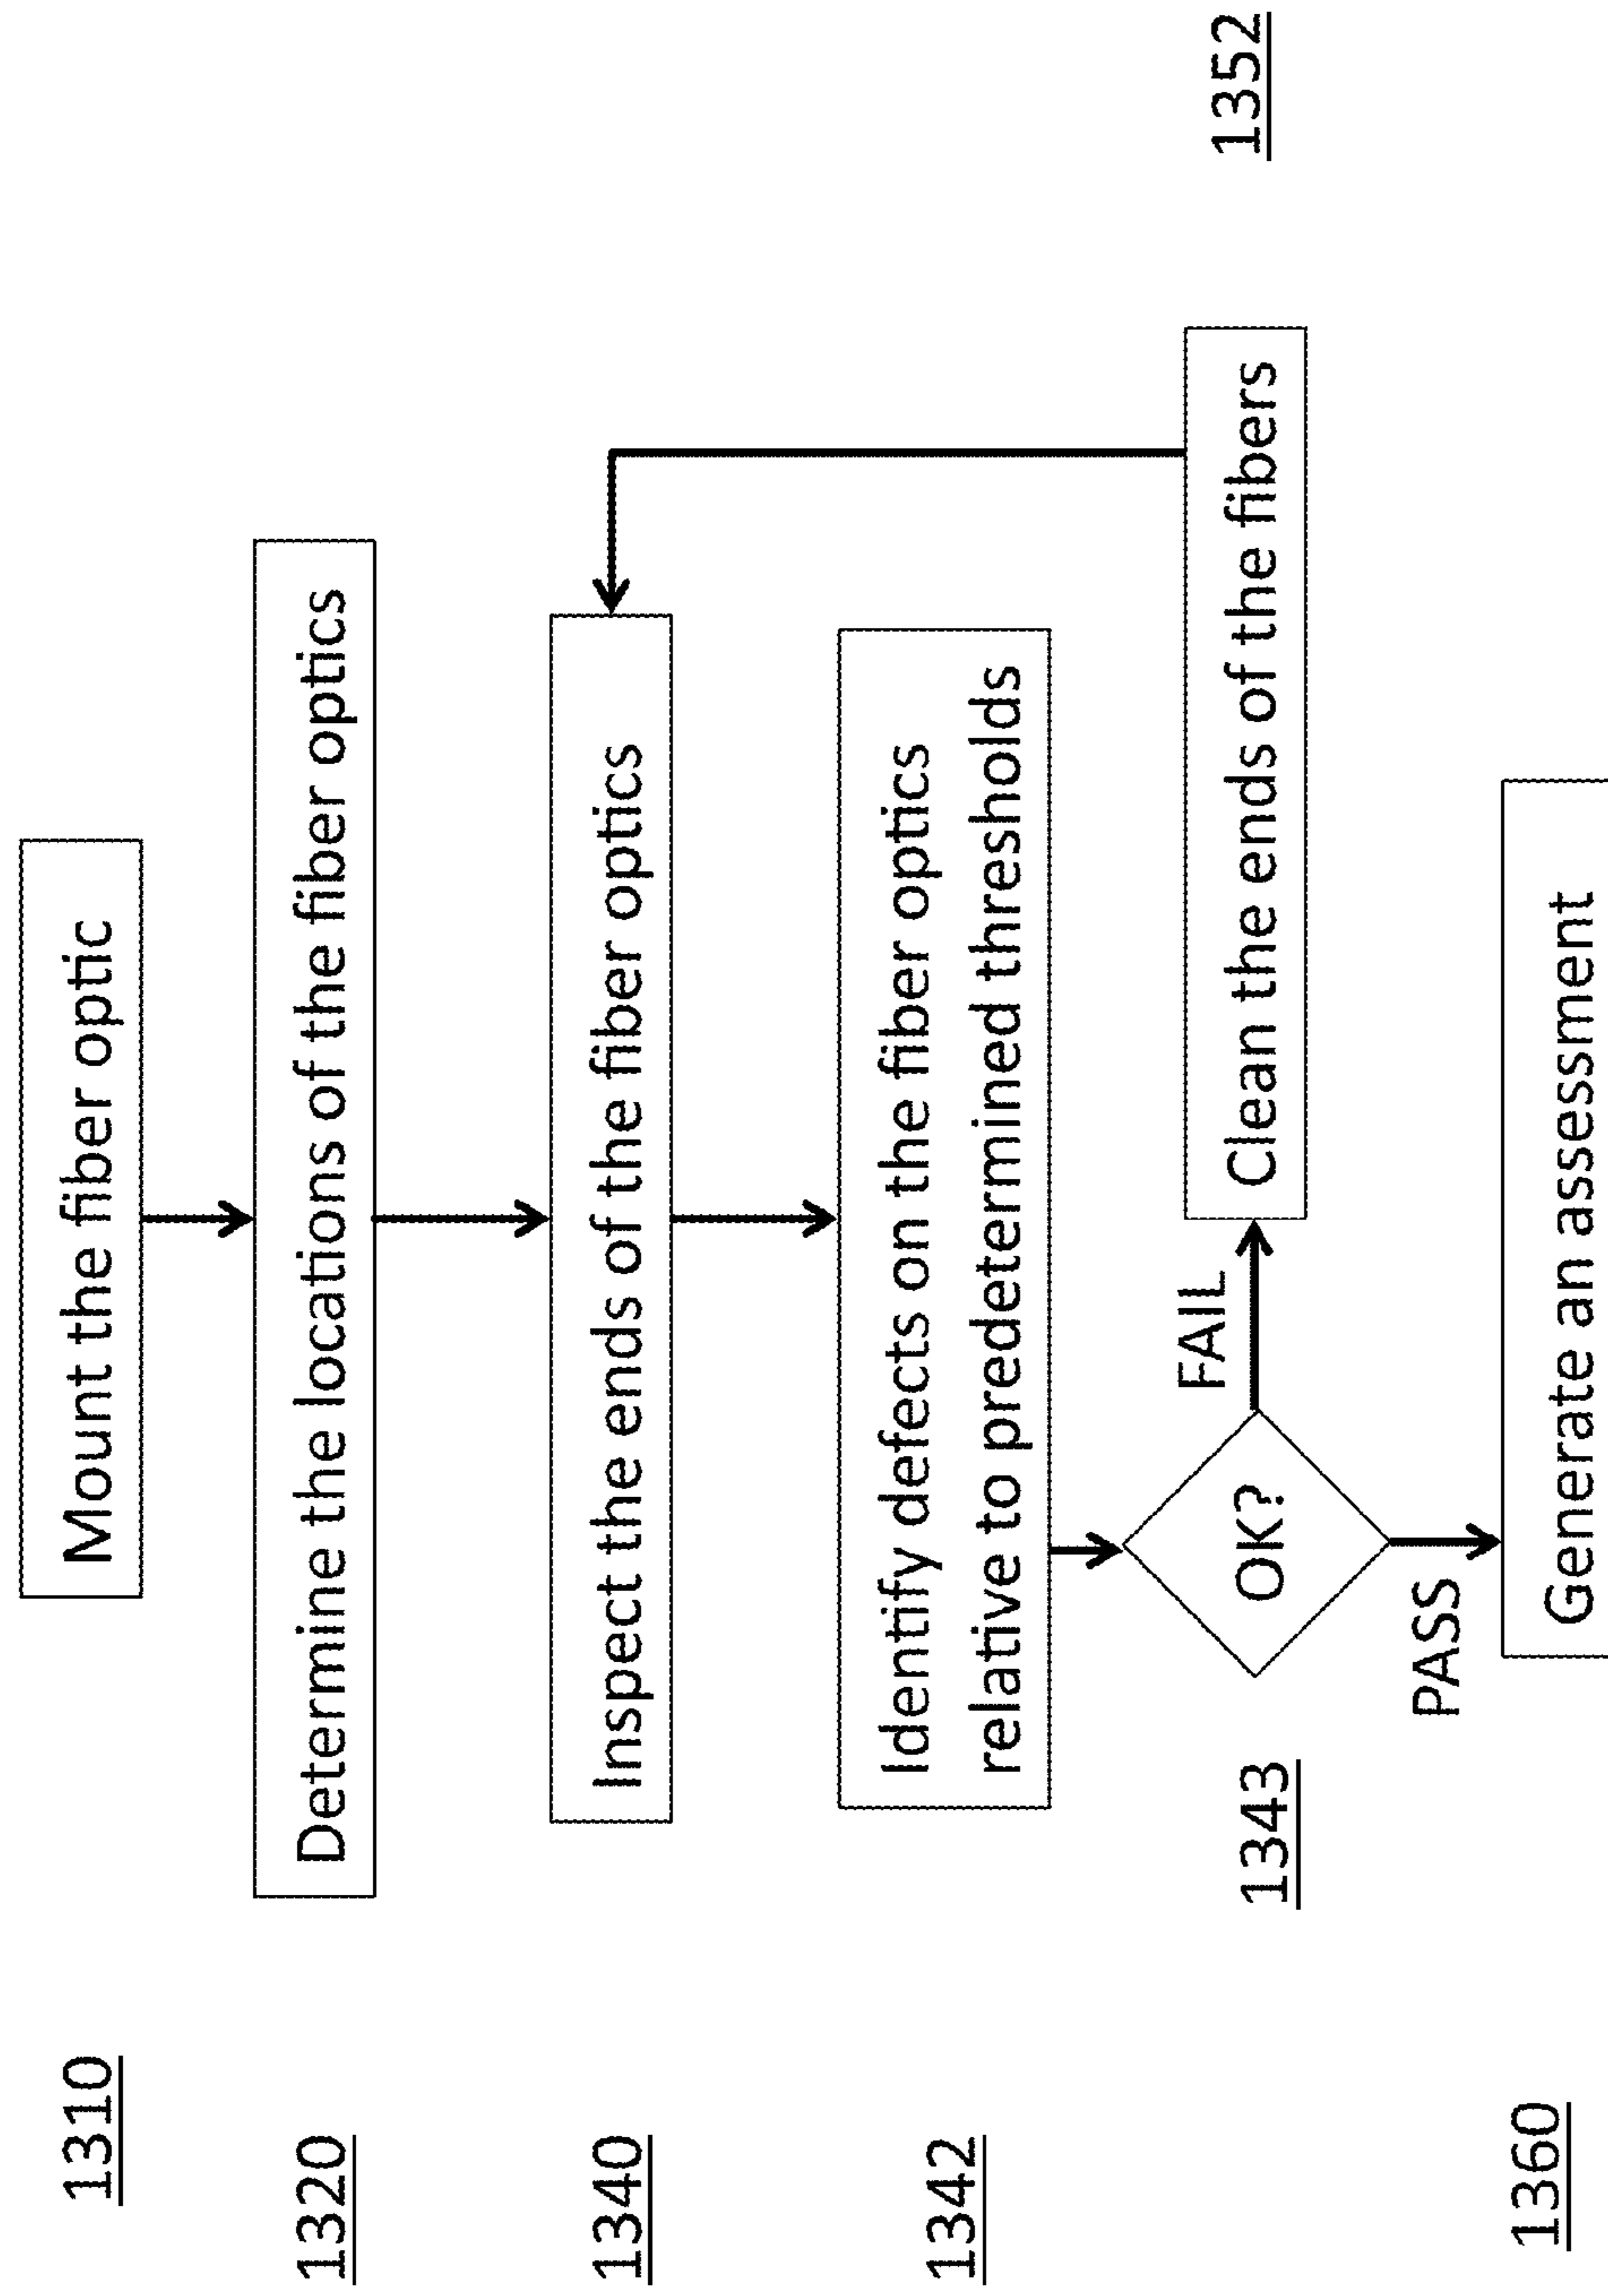 1310
Mount the fiber optic
1320
Determine the locations of the fiber optics
1340
Inspect the ends of the fiber optics
1342
Identify defects on the fiber optics
relative to predetermined thresholds
1343
OK?
FAIL
Clean the ends of the fibers
1352
PASS
1360
Generate an assessment